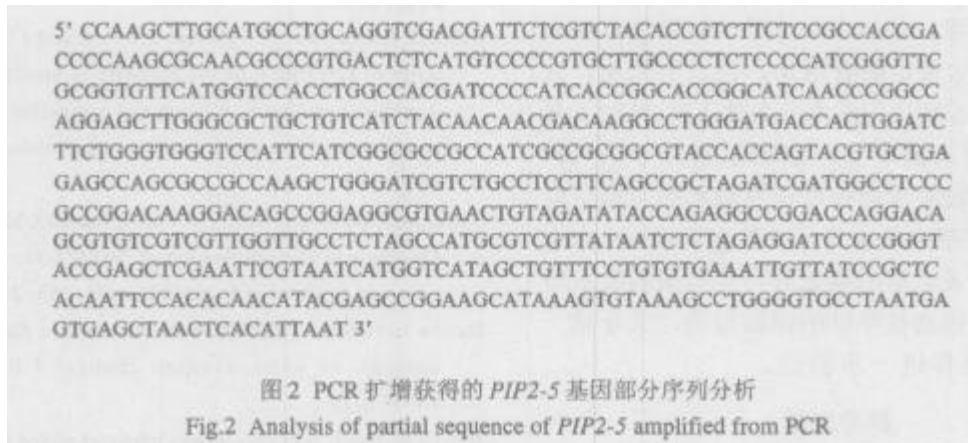 5' CCAAGCTTGCATGCCTGCAGGTCGACGATTCTCGTCTACACCGTCTTCTCCGCCACCGA
CCCCAAGCGCAACGCCCGTGACTCTCATGTCCCCGTGCTTGCCCCTCTCCCCATCGGGTTC
GCGGTGTTCATGGTCCACCTGGCCACGATCCCCATCACCGGCACCGGCATCAACCCGGCC
AGGAGCTTGGGCGCTGCTGTCATCTACAACAACGACAAGGCCTGGGATGACCACTGGATC
TTCTGGGTGGGTCCATTCATCGGCGCCGCCATCGCCGCGGCGTACCACCAGTACGTGCTGA
GAGCCAGCGCCGCCAAGCTGGGATCGTCTGCCTCCTTCAGCCGCTAGATCGATGGCCTCCC
GCCGGACAAGGACAGCCGGAGGCGTGAACTGTAGATATACCAGAGGCCGGACCAGGACA
GCGTGTCGTCGTTGGTTGCCTCTAGCCATGCGTCGTTATAATCTCTAGAGGATCCCCGGGT
ACCGAGCTCGAATTCGTAATCATGGTCATAGCTGTTTCCTGTGTGAAATTGTTATCCGCTC
ACAATTCCACACAACATACGAGCCGGAAGCATAAAGTGTAAAGCCTGGGGTGCCTAATGA
GTGAGCTAACTCACATTAAT 3'
图 2 PCR 扩增获得的 PIP2-5 基因部分序列分析
Fig.2 Analysis of partial sequence of PIP2-5 amplified from PCR